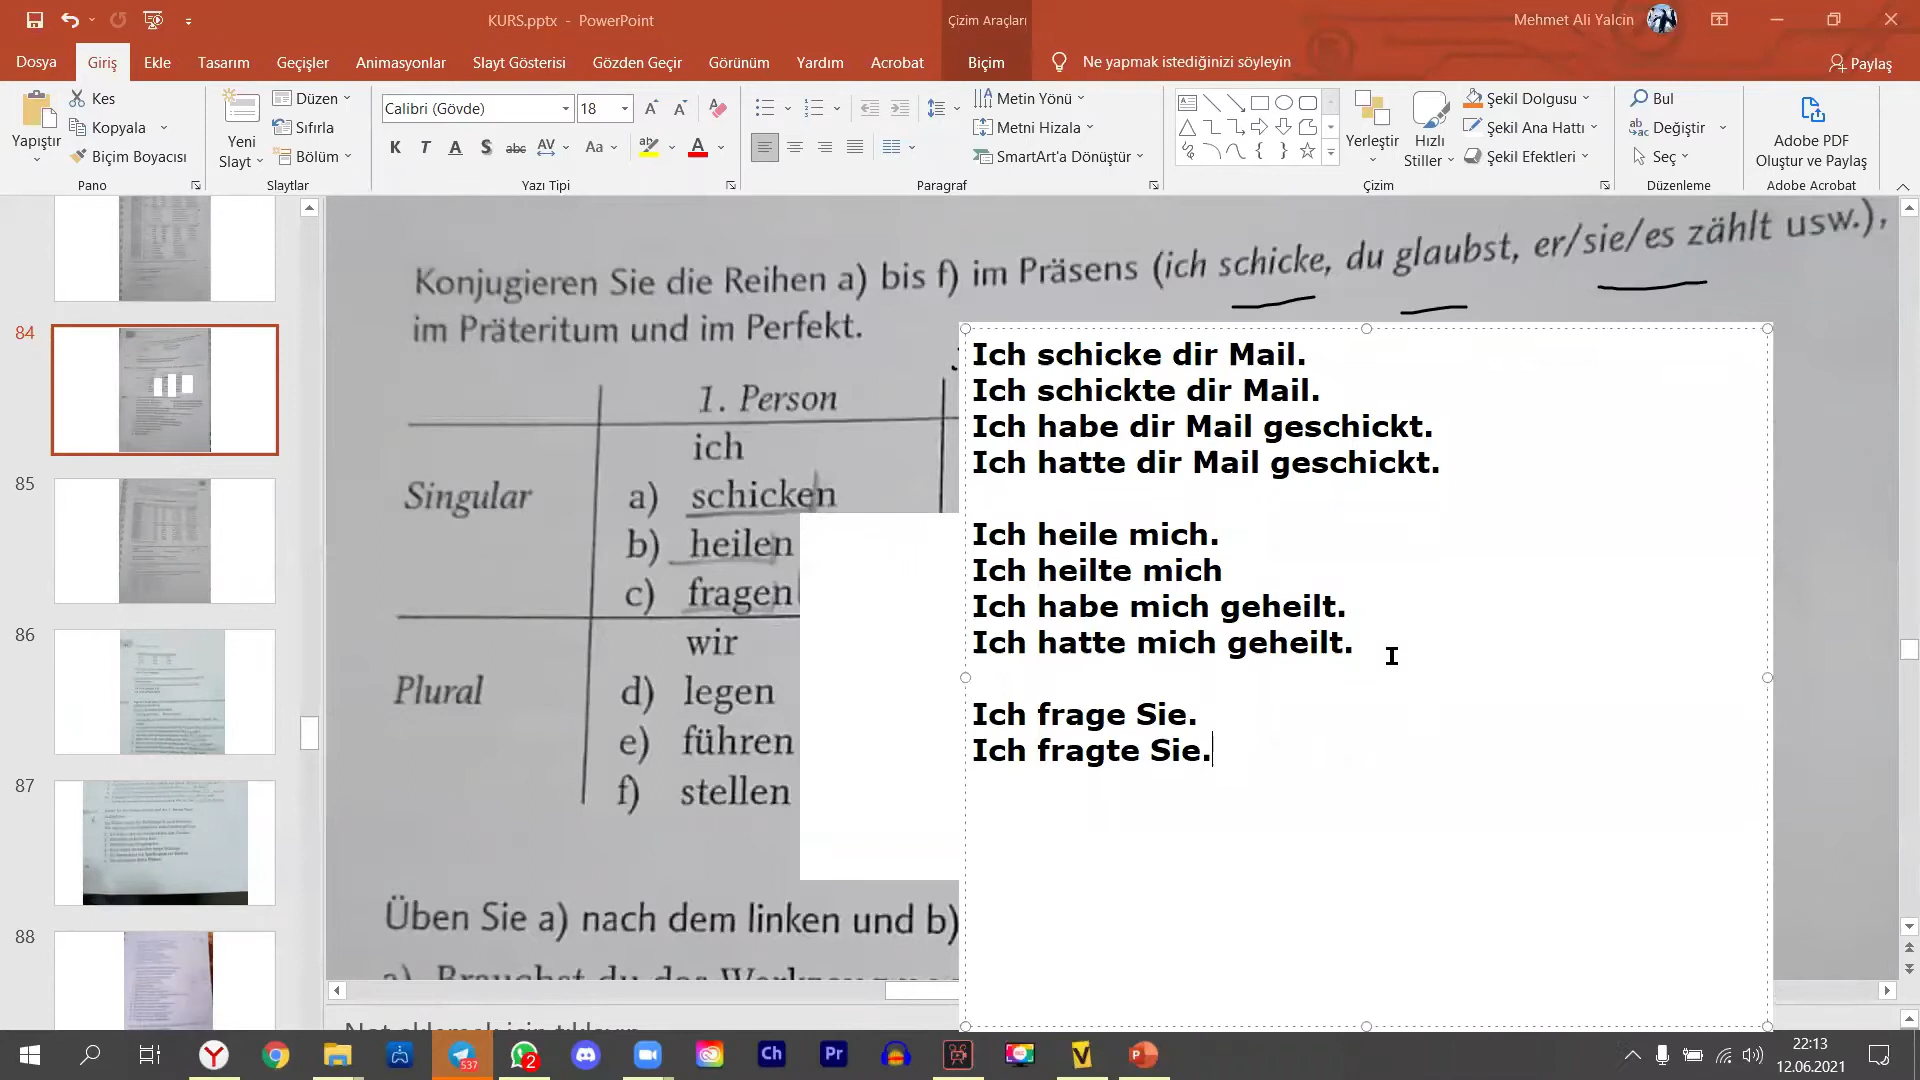 KURS.pptx - PowerPoint
Çizim Araçları
Mehmet Ali Yalcin
Dosya
Giriş
Ekle
Tasarım
Geçişler
Animasyonlar
Slayt Gösterisi
Gözden Geçir
Görünüm
Yardım
Acrobat
Biçim
Ne yapmak istediğinizi söyleyin
Paylaş
Yapıştır
Kes
Kopyala
Biçim Boyacısı
Pano
Yeni
Slayt
Düzen
Sıfırla
Bölüm
Slaytlar
Calibri (Gövde)
18
K T A S abc AV Aa A
Yazı Tipi
Metin Yönü
Metni Hizala
SmartArt'a Dönüştür
Paragraf
Yerleştir
Hızlı
Stiller
Şekil Dolgusu
Şekil Ana Hattı
Şekil Efektleri
Çizim
Bul
Değiştir
Seç
Düzenleme
Adobe PDF
Oluştur ve Paylaş
Adobe Acrobat
84
85
86
87
88
Konjugieren Sie die Reihen a) bis f) im Präsens (ich schicke, du glaubst, er/sie/es zählt usw.),
im Präteritum und im Perfekt.
1. Person
ich
Singular
a) schicken
b) heilen
c) fragen
wir
Plural
d) legen
e) führen
f) stellen
Üben Sie a) nach dem linken und b)
Ich schicke dir Mail.
Ich schickte dir Mail.
Ich habe dir Mail geschickt.
Ich hatte dir Mail geschickt.
Ich heile mich.
Ich heilte mich
Ich habe mich geheilt.
Ich hatte mich geheilt.
Ich frage Sie.
Ich fragte Sie.
537
2
Ch
Pr
22:13
12.06.2021